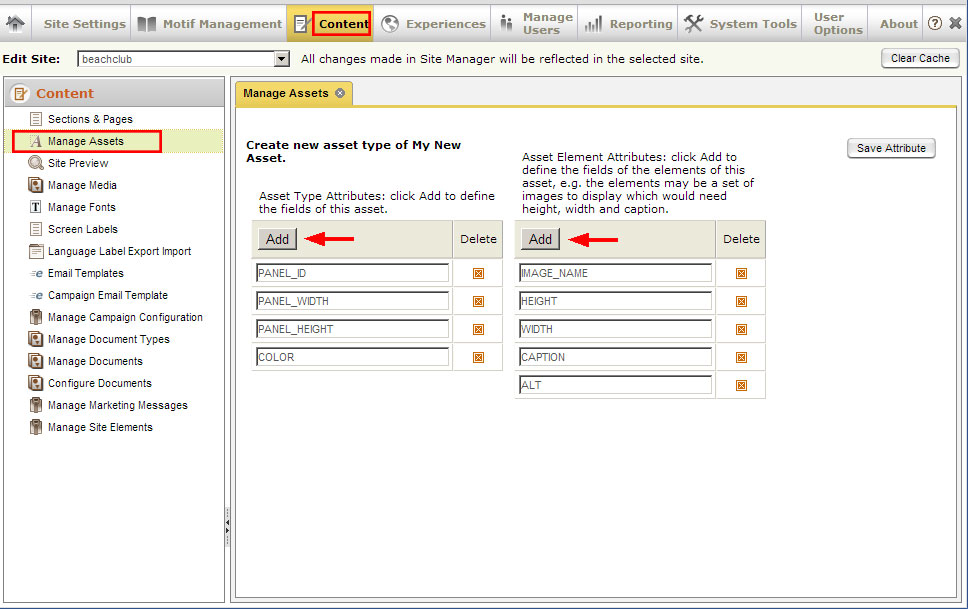 Site Settings
Motif Management
Content
Experiences
Manage
Users
Reporting
System Tools
User
Options
About
?
Edit Site:
beachclub
All changes made in Site Manager will be reflected in the selected site.
Clear Cache
Content
Sections & Pages
Manage Assets
Site Preview
Manage Media
Manage Fonts
Screen Labels
Language Label Export Import
Email Templates
Campaign Email Template
Manage Campaign Configuration
Manage Document Types
Manage Documents
Configure Documents
Manage Marketing Messages
Manage Site Elements
Manage Assets
Create new asset type of My New
Asset.
Asset Type Attributes: click Add to define
the fields of this asset.
Add
Delete
PANEL_ID
PANEL_WIDTH
PANEL_HEIGHT
COLOR
Asset Element Attributes: click Add to
define the fields of the elements of this
asset, e.g. the elements may be a set of
images to display which would need
height, width and caption.
Add
Delete
IMAGE_NAME
HEIGHT
WIDTH
CAPTION
ALT
Save Attribute